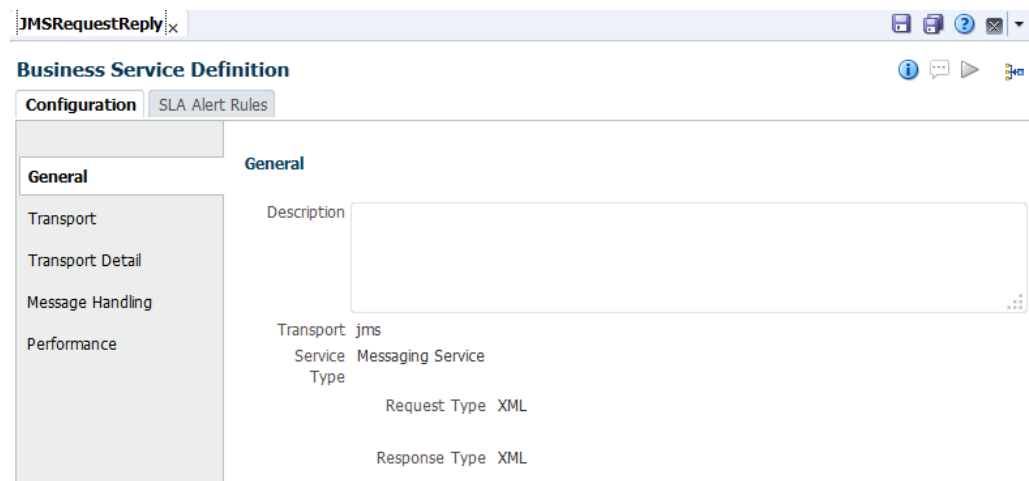 JMSRequestReply x
Business Service Definition
Configuration SLA Alert Rules
General
General
Description
Transport
Transport Detail
Message Handling
Performance
Transport jms
Service Messaging Service
Type
Request Type XML
Response Type XML